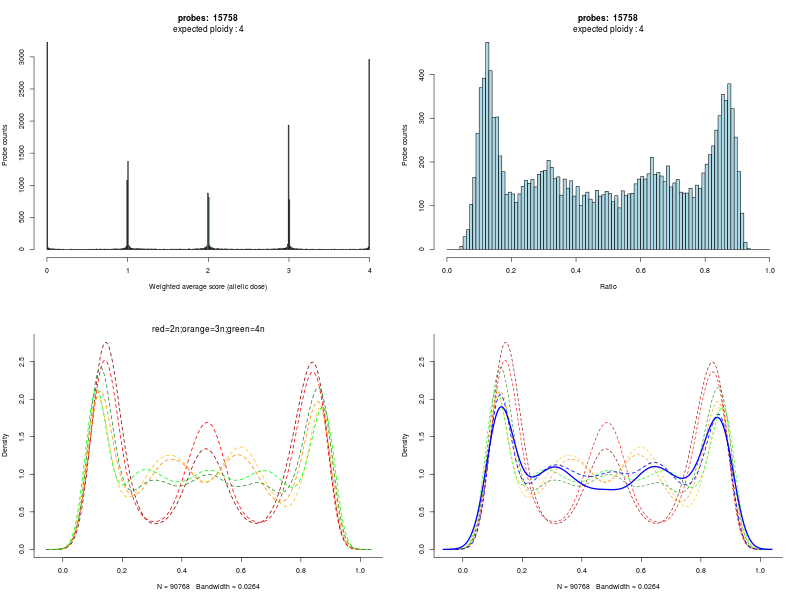 probes: 15758
expected ploidy : 4
Probe counts
3000
2500
2000
1500
1000
500
0
0 1 2 3 4
Weighted average score (allelic dose)
probes: 15758
expected ploidy : 4
Probe counts
400
300
200
100
0
0.0 0.2 0.4 0.6 0.8 1.0
Ratio
red=2n;orange=3n;green=4n
Density
2.5
2.0
1.5
1.0
0.5
0.0
0.0 0.2 0.4 0.6 0.8 1.0
N = 90768 Bandwidth = 0.0264
Density
2.5
2.0
1.5
1.0
0.5
0.0
0.0 0.2 0.4 0.6 0.8 1.0
N = 90768 Bandwidth = 0.0264